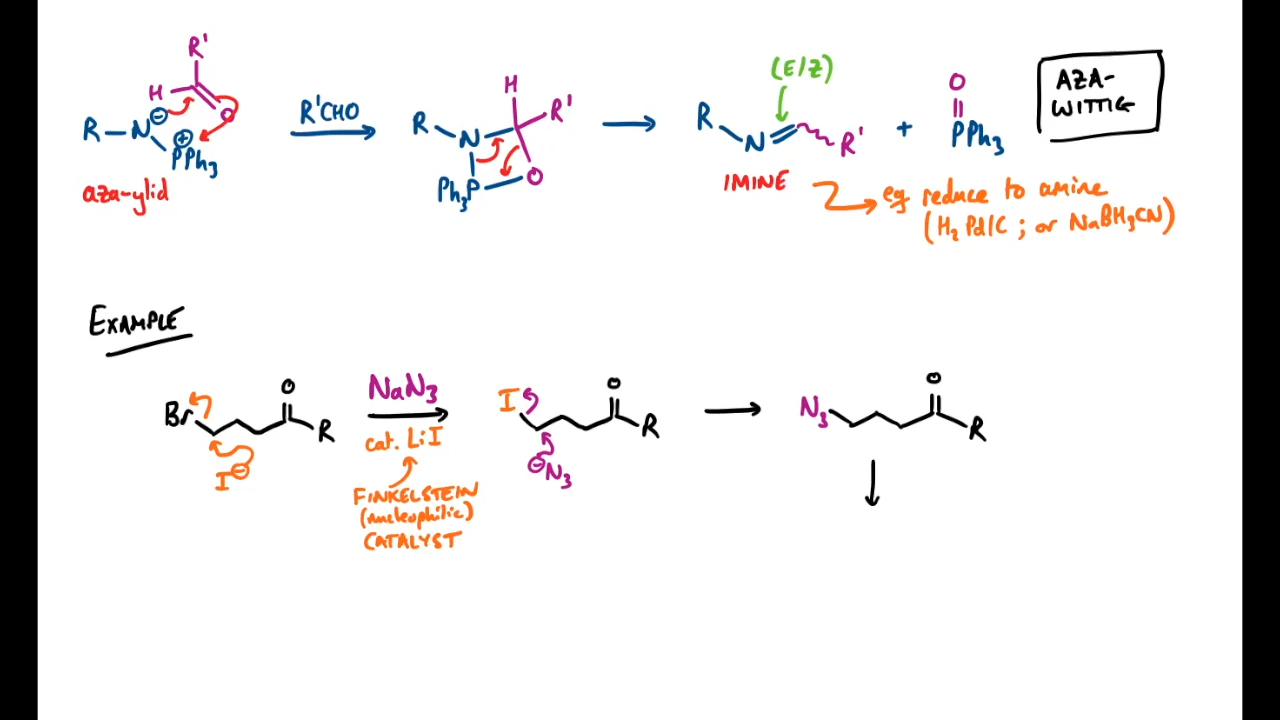 R'
H ⊖ O
R–N
⊕
PPh3
aza-ylid
R'CHO
H
R N R'
Ph3P O
(E/Z)
R N R'
IMINE
+
O
PPh3
AZA-
WITTIG
eg reduce to amine
(H2 Pd/C ; or NaBH3CN)
EXAMPLE
Br O R
I⊖
NaN3
cat. LiI
FINKELSTEIN
(nucleophilic)
CATALYST
I O R
⊖N3
N3 O R